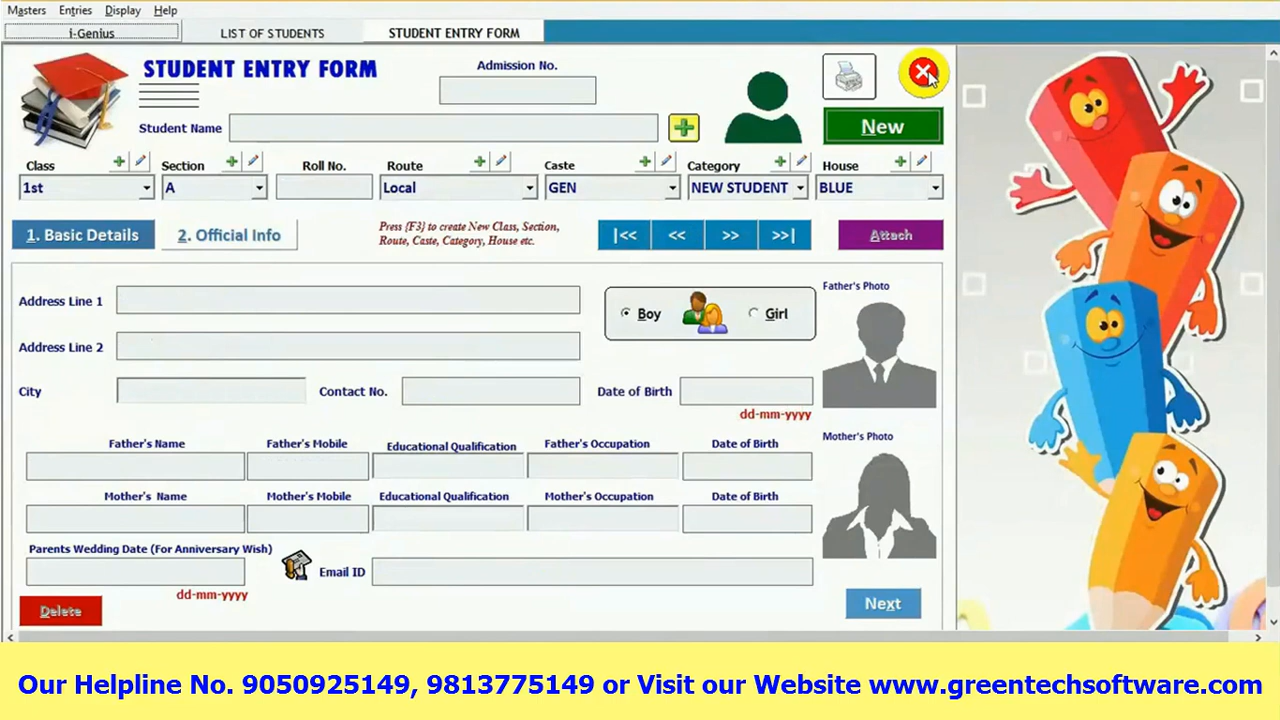 Masters Entries Display Help
i-Genius LIST OF STUDENTS STUDENT ENTRY FORM
STUDENT ENTRY FORM
Admission No.
Student Name
New
Class Section Roll No. Route Caste Category House
1st A Local GEN NEW STUDENT BLUE
1. Basic Details 2. Official Info
Press {F3} to create New Class, Section,
Route, Caste, Category, House etc.
|<< << >> >>|
Attach
Address Line 1
Boy Girl
Father's Photo
Address Line 2
City Contact No. Date of Birth
dd-mm-yyyy
Father's Name Father's Mobile Educational Qualification Father's Occupation Date of Birth
Mother's Photo
Mother's Name Mother's Mobile Educational Qualification Mother's Occupation Date of Birth
Parents Wedding Date (For Anniversary Wish)
Email ID
dd-mm-yyyy
Delete
Next
Our Helpline No. 9050925149, 9813775149 or Visit our Website www.greentechsoftware.com